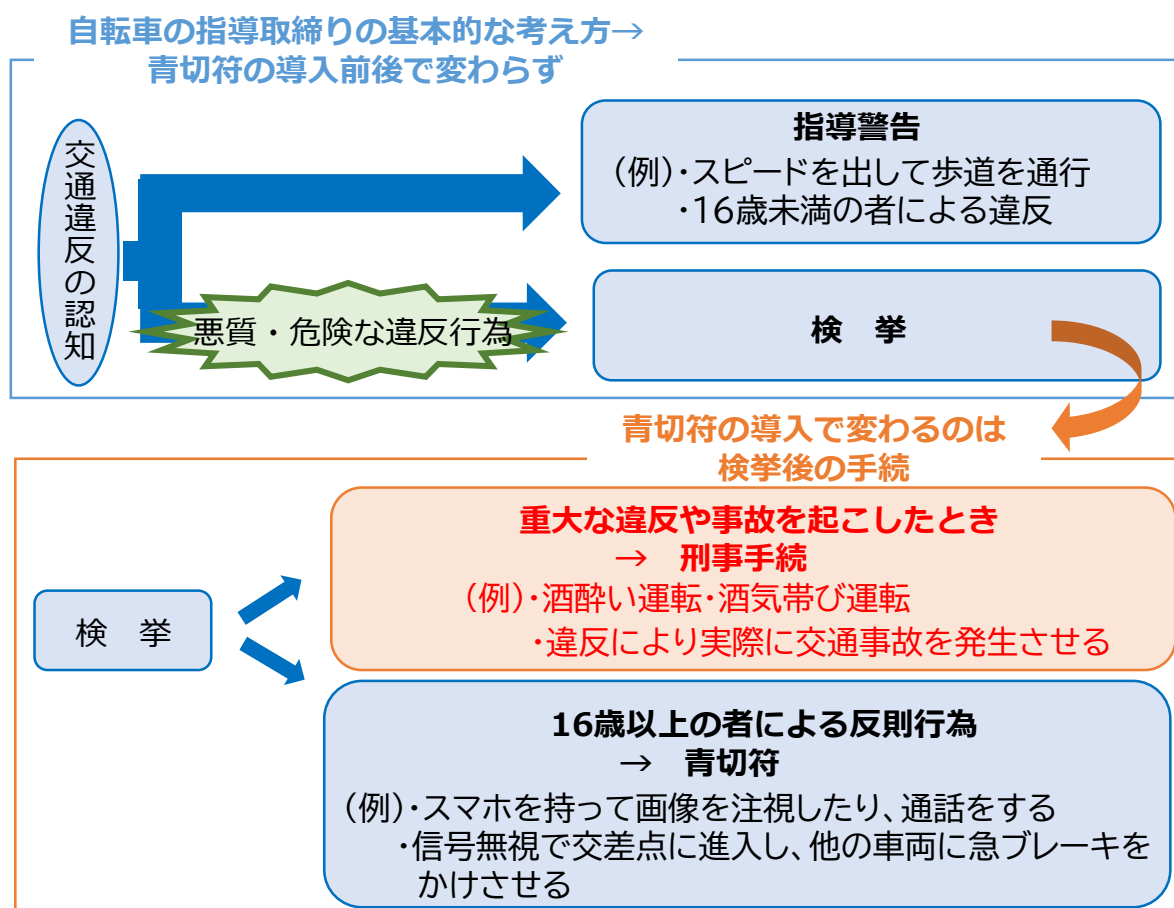 自転車の指導取締りの基本的な考え方→
青切符の導入前後で変わらず
交通違反の認知
指導警告
(例)・スピードを出して歩道を通行
・16歳未満の者による違反
悪質・危険な違反行為
検 挙
青切符の導入で変わるのは
検挙後の手続
検 挙
重大な違反や事故を起こしたとき
→ 刑事手続
(例)・酒酔い運転・酒気帯び運転
・違反により実際に交通事故を発生させる
16歳以上の者による反則行為
→ 青切符
(例)・スマホを持って画像を注視したり、通話をする
・信号無視で交差点に進入し、他の車両に急ブレーキを
かけさせる